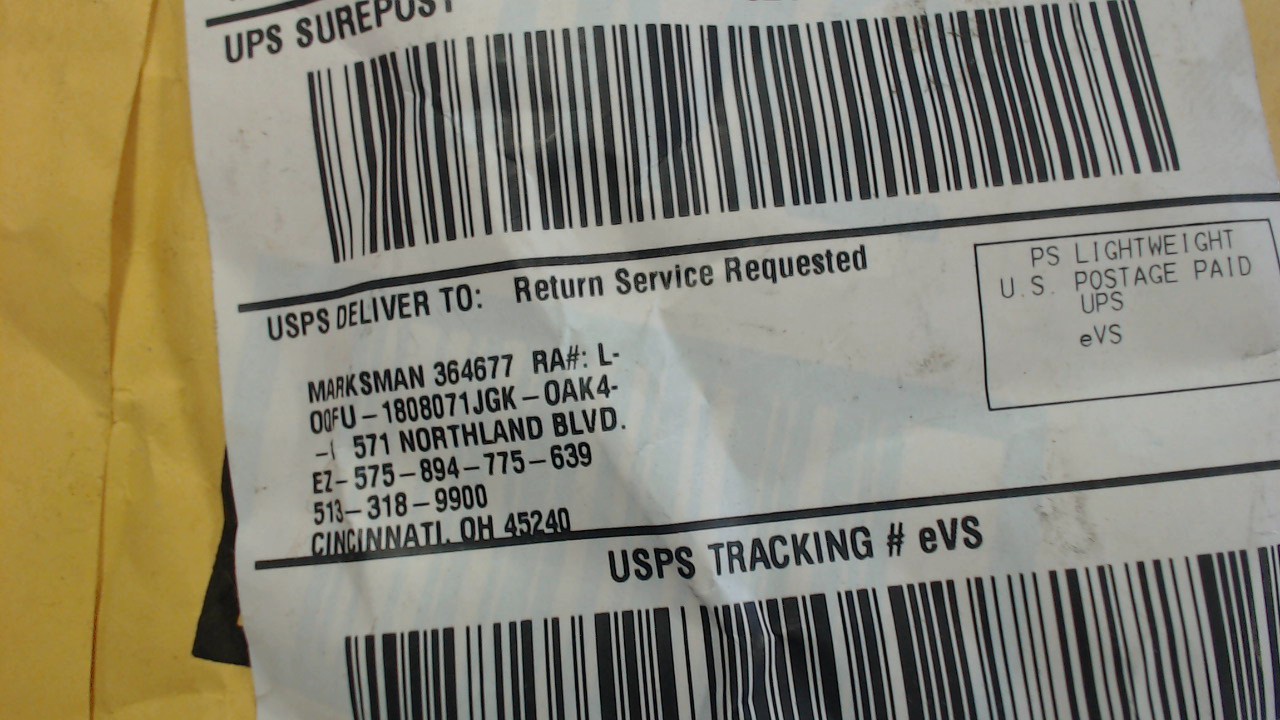 UPS SUREPOST
USPS DELIVER TO: Return Service Requested
PS LIGHTWEIGHT
U.S. POSTAGE PAID
UPS
eVS
MARKSMAN 364677 RA#: L-
00FU-1808071JGK-OAK4-
571 NORTHLAND BLVD.
EZ-575-894-775-639
513-318-9900
CINCINNATI, OH 45240
USPS TRACKING # eVS